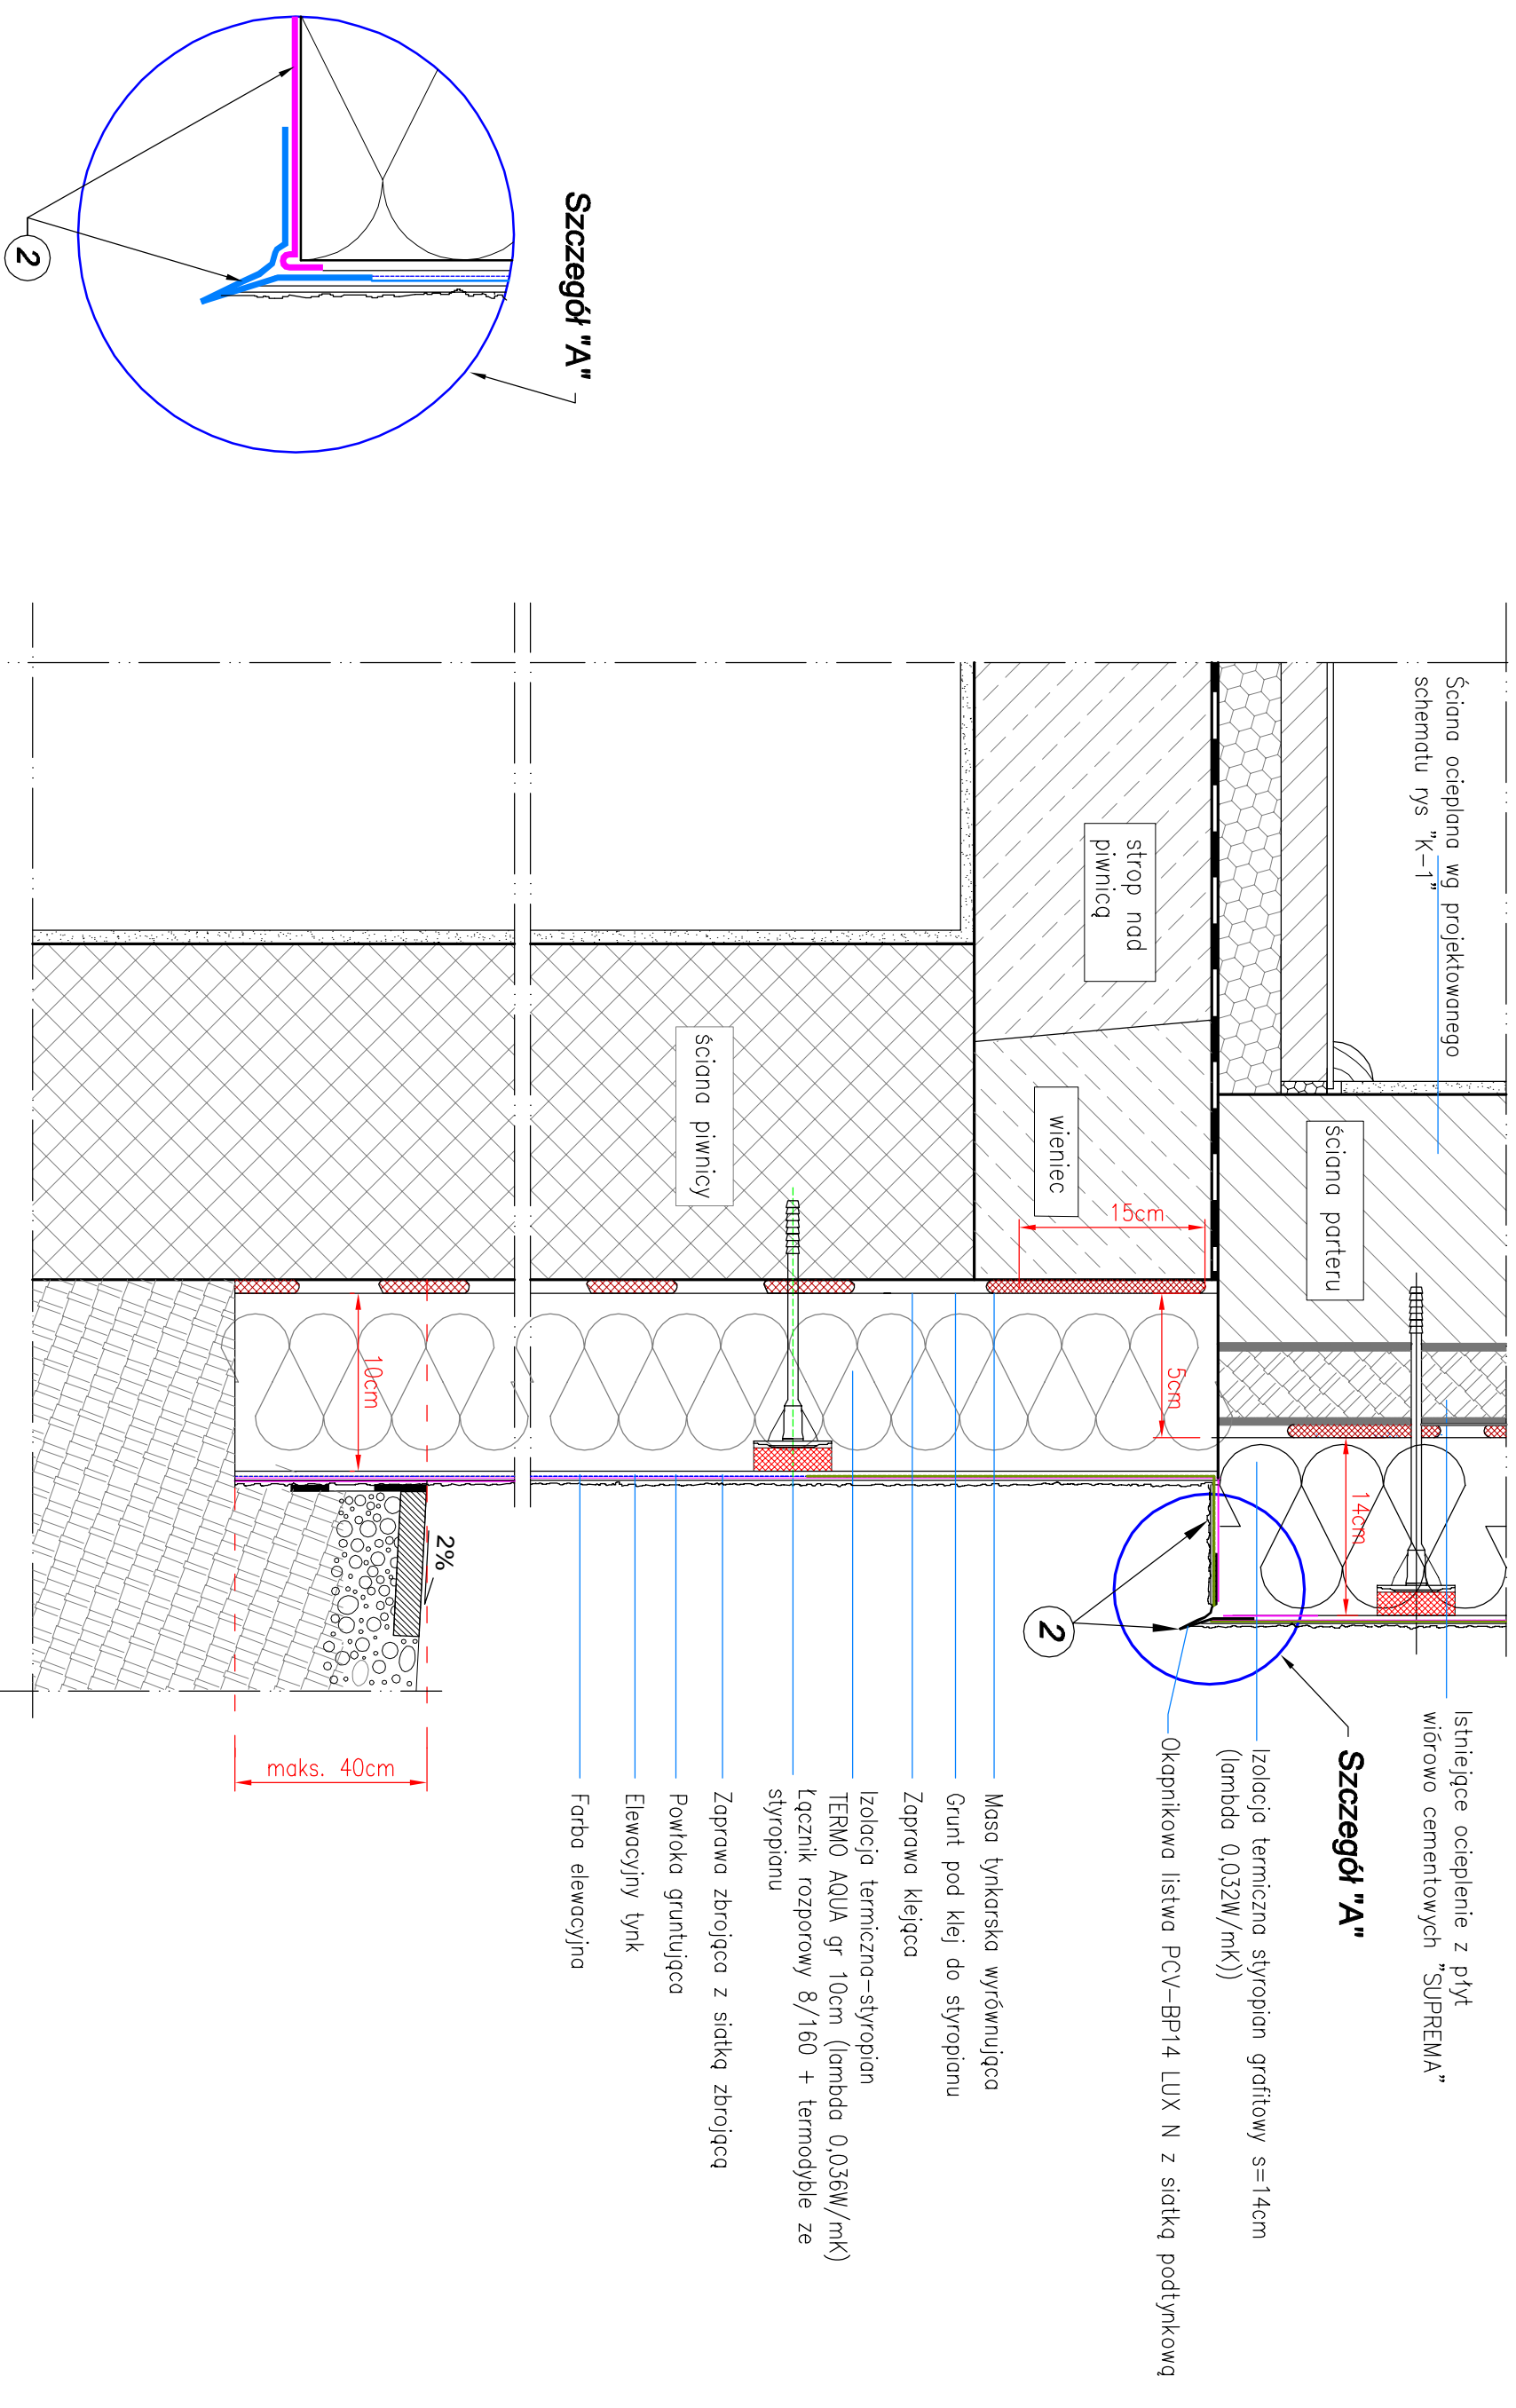 Ściana ocieplana wg projektowanego
schematu rys "K-1"
Istniejące ocieplenie z płyt
wiórowo cementowych "SUPREMA"
ściana parteru
14cm
Szczegół "A"
Izolacja termiczna styropian grafitowy s=14cm
(lambda 0,032W/mK))
Okapnikowa listwa PCV-BP14 LUX N z siatką podtynkową
strop nad
piwnicą
wieniec
15cm
5cm
2
Masa tynkarska wyrównująca
Grunt pod klej do styropianu
Zaprawa klejąca
Izolacja termiczna-styropian
TERMO AQUA gr 10cm (lambda 0,036W/mK)
Łącznik rozporowy 8/160 + termodyble ze
styropianu
Zaprawa zbrojąca z siatką zbrojącą
Powłoka gruntująca
Elewacyjny tynk
Farba elewacyjna
ściana piwnicy
10cm
2%
maks. 40cm
Szczegół "A"
2